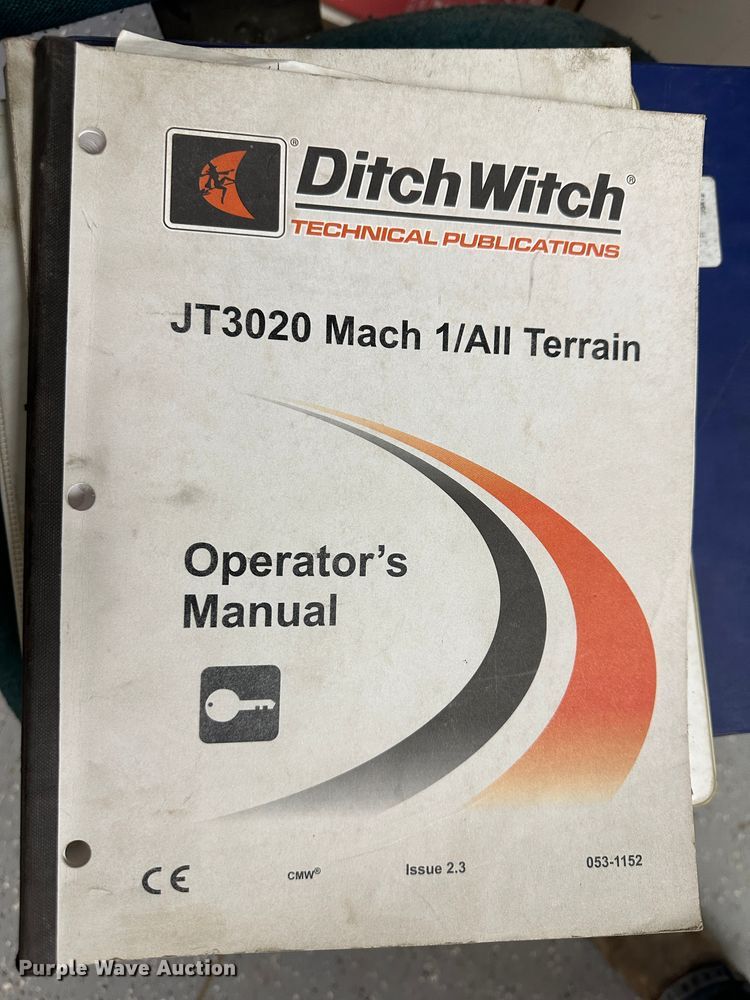 ® DitchWitch®
TECHNICAL PUBLICATIONS
JT3020 Mach 1/All Terrain
Operator's
Manual
CE
CMW®
Issue 2.3
053-1152
Purple Wave Auction